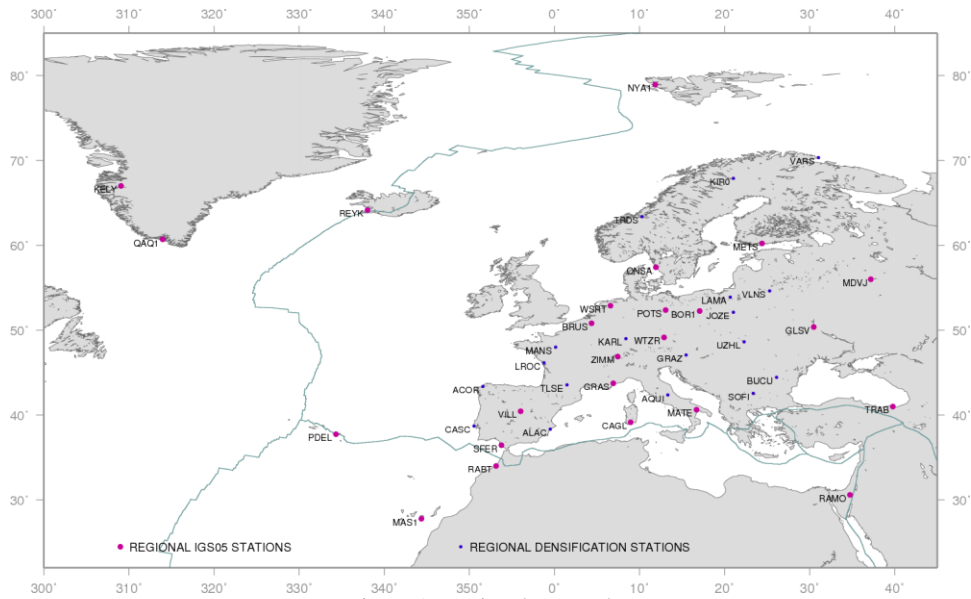 300˚ 310˚ 320˚ 330˚ 340˚ 350˚ 0˚ 10˚ 20˚ 30˚ 40˚
80˚ 80˚
NYA1
70˚ 70˚
VARS
KIR0
KELY
REYK
TRDS
QAQ1
METS
60˚ 60˚
ONSA
MDVJ
LAMA VLNS
WSRT
POTS BOR1 JOZE
BRUS GLSV
50˚ 50˚
KARL WTZR UZHL
MANS
ZIMM GRAZ
LROC
BUCU
ACOR TLSE GRAS
AQUI SOFI
VILL MATE TRAB
40˚ 40˚
CASC ALAC CAGL
PDEL
SFER
RABT
30˚ 30˚
RAMO
MAS1
REGIONAL IGS05 STATIONS REGIONAL DENSIFICATION STATIONS
300˚ 310˚ 320˚ 330˚ 340˚ 350˚ 0˚ 10˚ 20˚ 30˚ 40˚